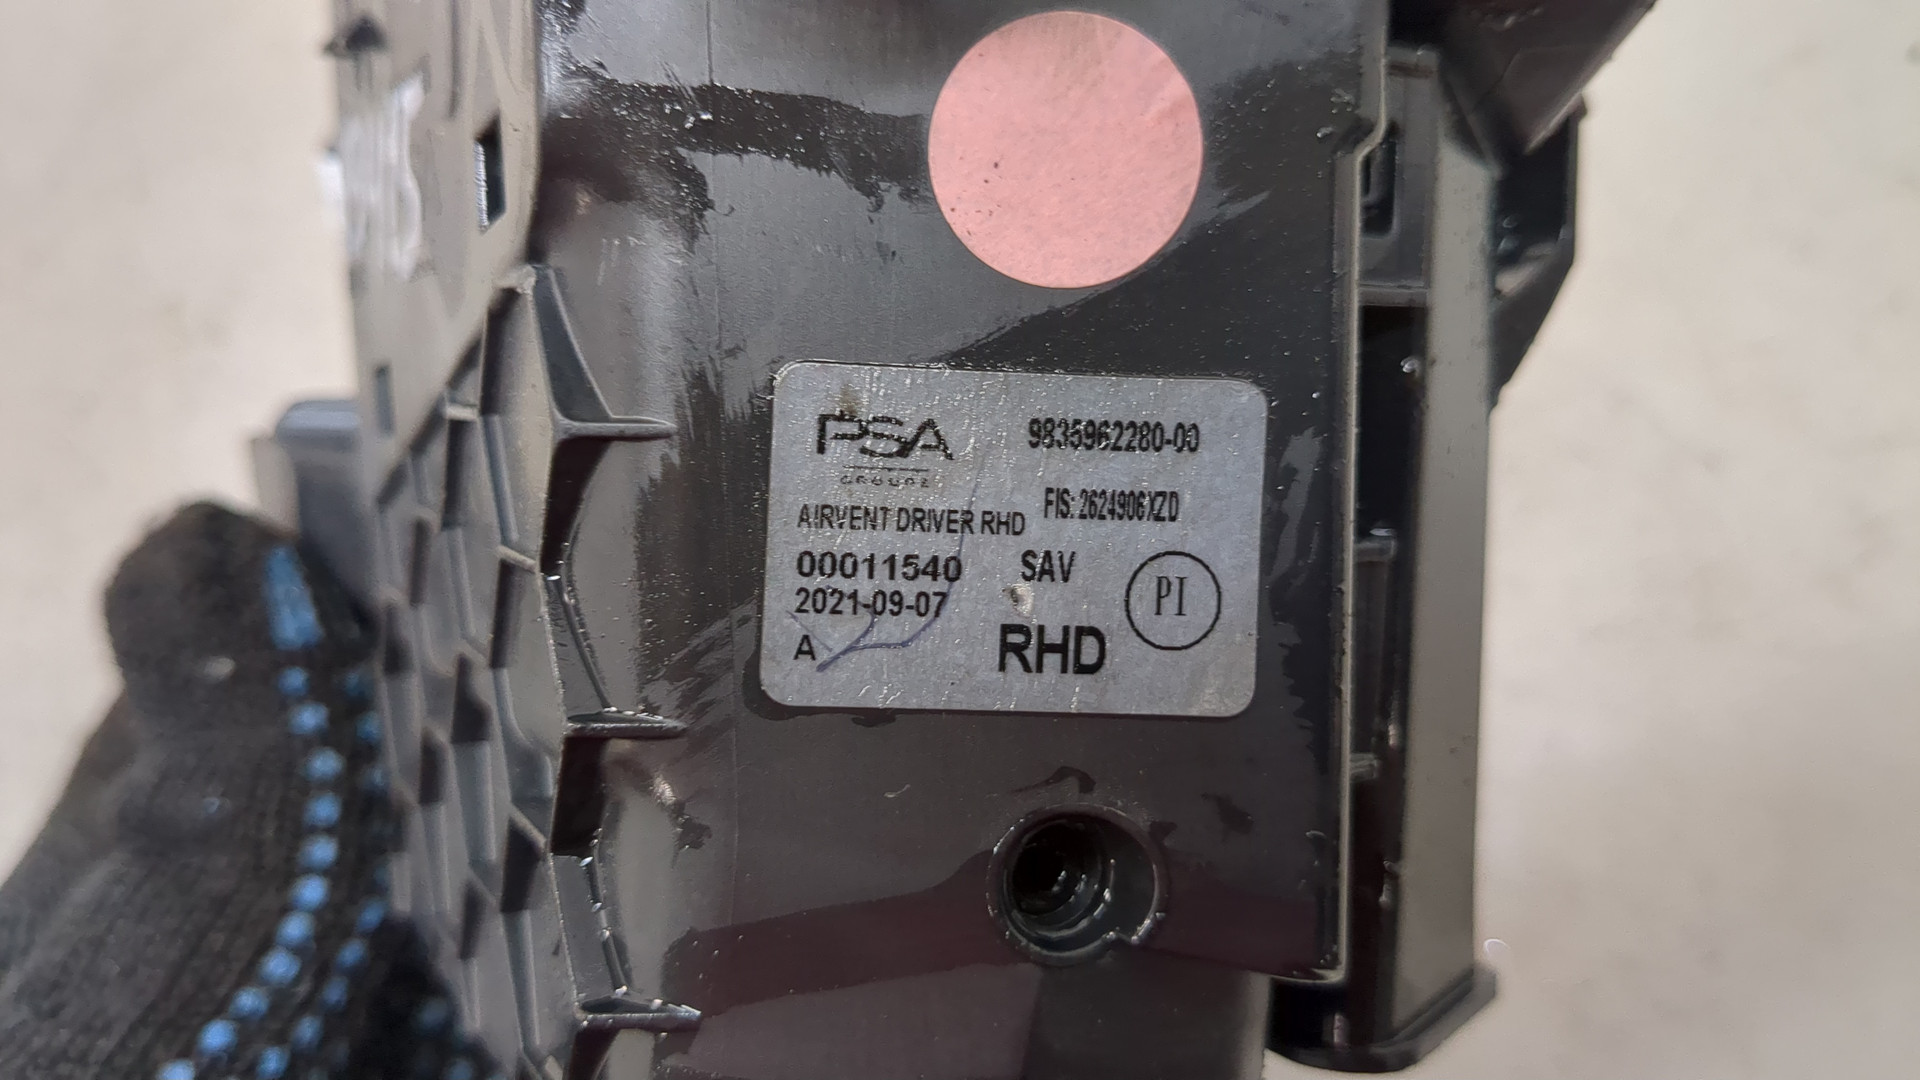 PSA
GROUPE
9835962280-00
FIS: 2624906XZD
AIRVENT DRIVER RHD
00011540 SAV
2021-09-07
PI
A
RHD